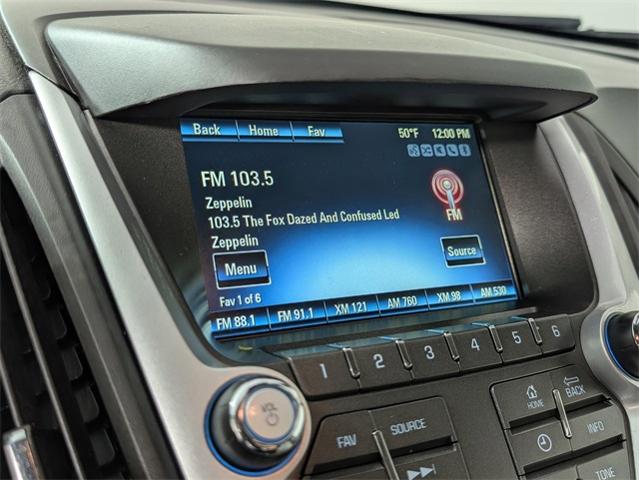 Back Home Fav 50°F 12:00 PM
FM 103.5
Zeppelin
103.5 The Fox Dazed And Confused Led
Zeppelin
FM
Menu Source
Fav 1 of 6
FM 88.1 FM 91.1 XM 121 AM 760 XM 98 AM 530
1 2 3 4 5 6
VOL
FAV SOURCE
HOME BACK
INFO
TONE